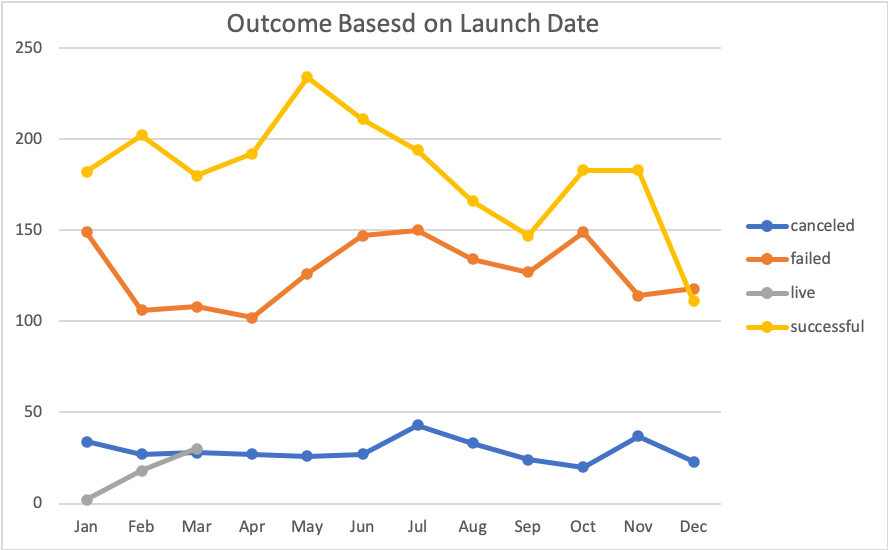 Outcome Basesd on Launch Date
250
200
150
100
50
0
Jan Feb Mar Apr May Jun Jul Aug Sep Oct Nov Dec
canceled
failed
live
successful